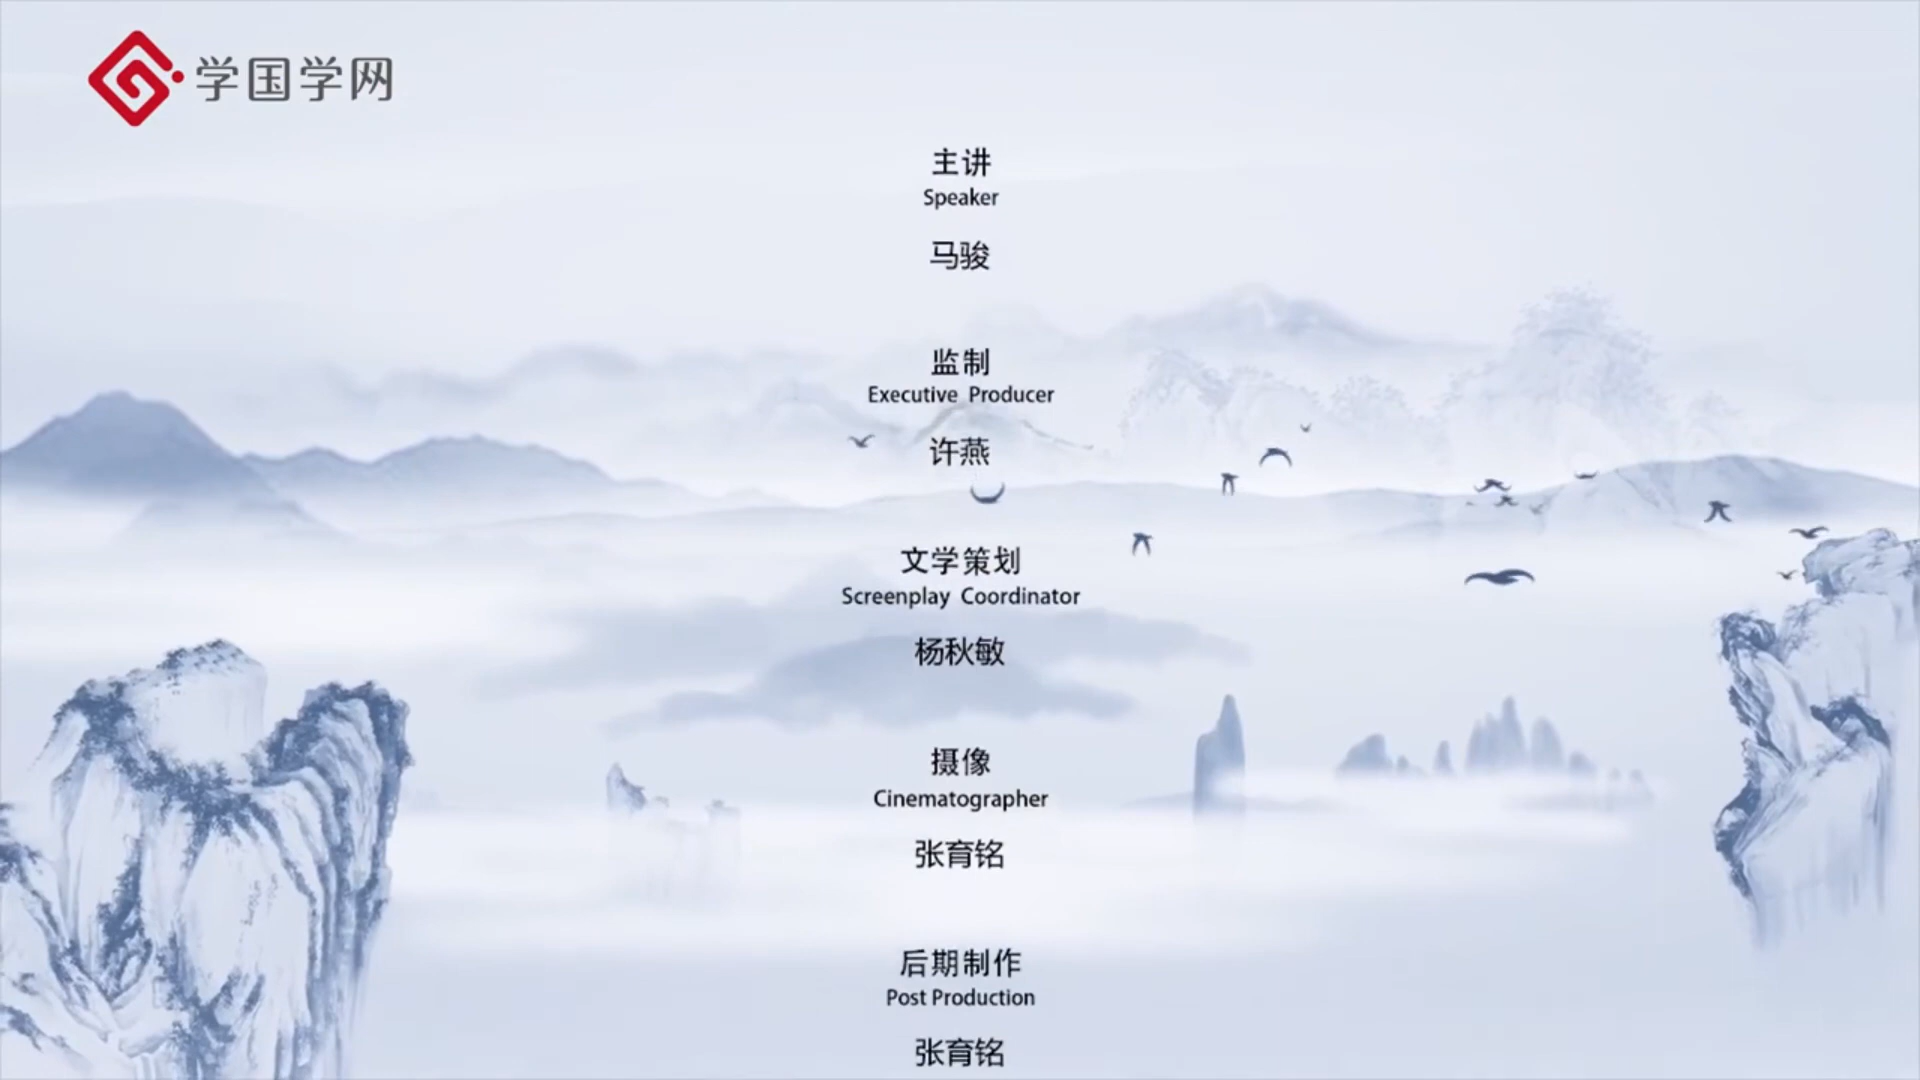 学国学网
主讲
Speaker
马骏
监制
Executive Producer
许燕
文学策划
Screenplay Coordinator
杨秋敏
摄像
Cinematographer
张育铭
后期制作
Post Production
张育铭